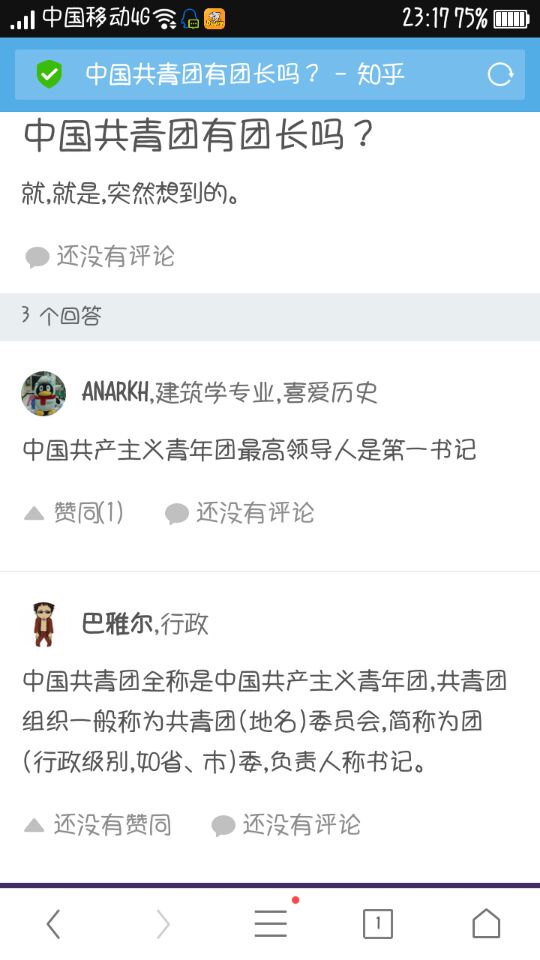 中国移动4G 23:17 75%
中国共青团有团长吗？ - 知乎
中国共青团有团长吗？
就,就是,突然想到的。
还没有评论
3 个回答
ANARKH,建筑学专业,喜爱历史
中国共产主义青年团最高领导人是第一书记
赞同(1) 还没有评论
巴雅尔,行政
中国共青团全称是中国共产主义青年团,共青团
组织一般称为共青团(地名)委员会,简称为团
(行政级别,如省、市)委,负责人称书记。
还没有赞同 还没有评论
1